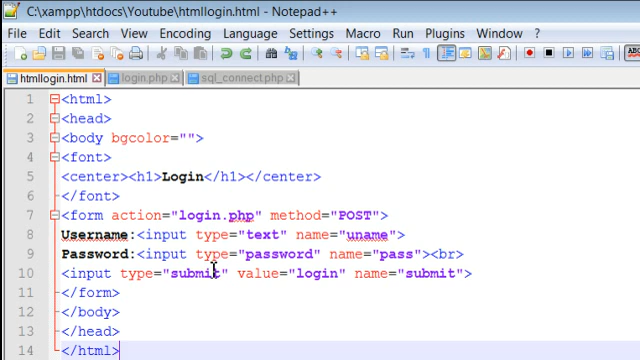 C:\xampp\htdocs\Youtube\htmllogin.html - Notepad++
File Edit Search View Encoding Language Settings Macro Run Plugins Window ?
htmllogin.html login.php sql_connect.php
1 <html>
2 <head>
3 <body bgcolor="">
4 <font>
5 <center><h1>Login</h1></center>
6 </font>
7 <form action="login.php" method="POST">
8 Username:<input type="text" name="uname">
9 Password:<input type="password" name="pass"><br>
10 <input type="submit" value="login" name="submit">
11 </form>
12 </body>
13 </head>
14 </html>